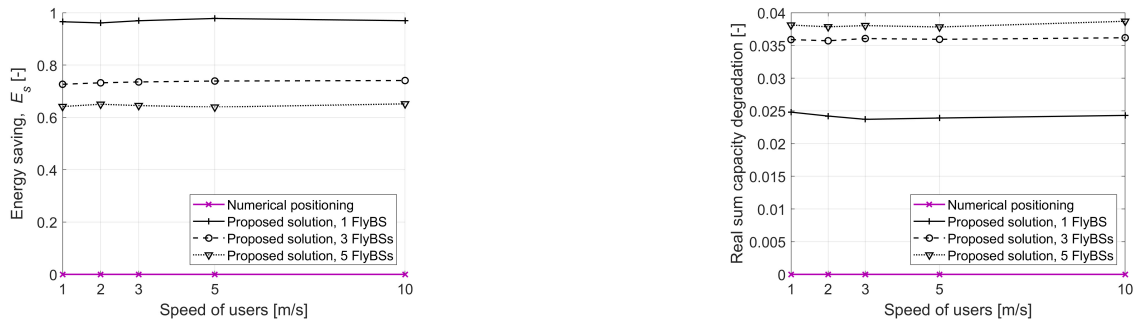 1
0.8
0.6
0.4
0.2
0
Energy saving, E_s [-]
Numerical positioning
Proposed solution, 1 FlyBS
Proposed solution, 3 FlyBSs
Proposed solution, 5 FlyBSs
1 2 3 5 10
Speed of users [m/s]
0.04
0.035
0.03
0.025
0.02
0.015
0.01
0.005
0
Real sum capacity degradation [-]
Numerical positioning
Proposed solution, 1 FlyBS
Proposed solution, 3 FlyBSs
Proposed solution, 5 FlyBSs
1 2 3 5 10
Speed of users [m/s]